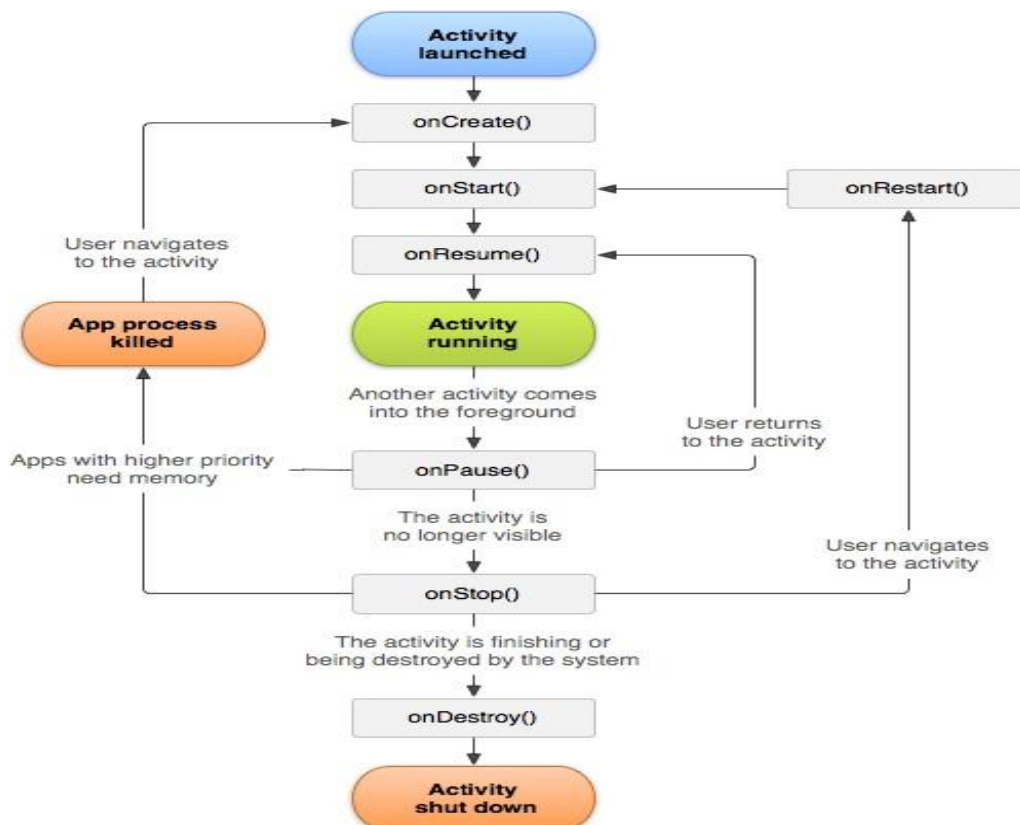 Activity
launched
onCreate()
onStart()
onRestart()
User navigates
to the activity
onResume()
App process
killed
Activity
running
Another activity comes
into the foreground
User returns
to the activity
Apps with higher priority
need memory
onPause()
The activity is
no longer visible
User navigates
to the activity
onStop()
The activity is finishing or
being destroyed by the system
onDestroy()
Activity
shut down